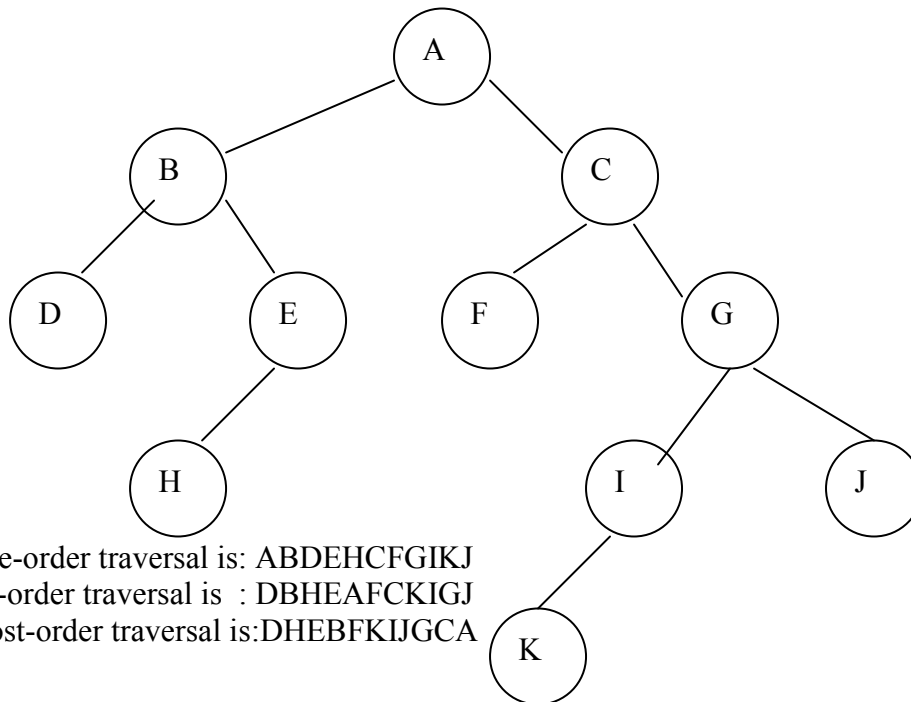 A
B C
D E F G
H I J
e-order traversal is: ABDEHCFGIKJ
-order traversal is : DBHEAFCKIGJ
ost-order traversal is:DHEBFKIJGCA
K